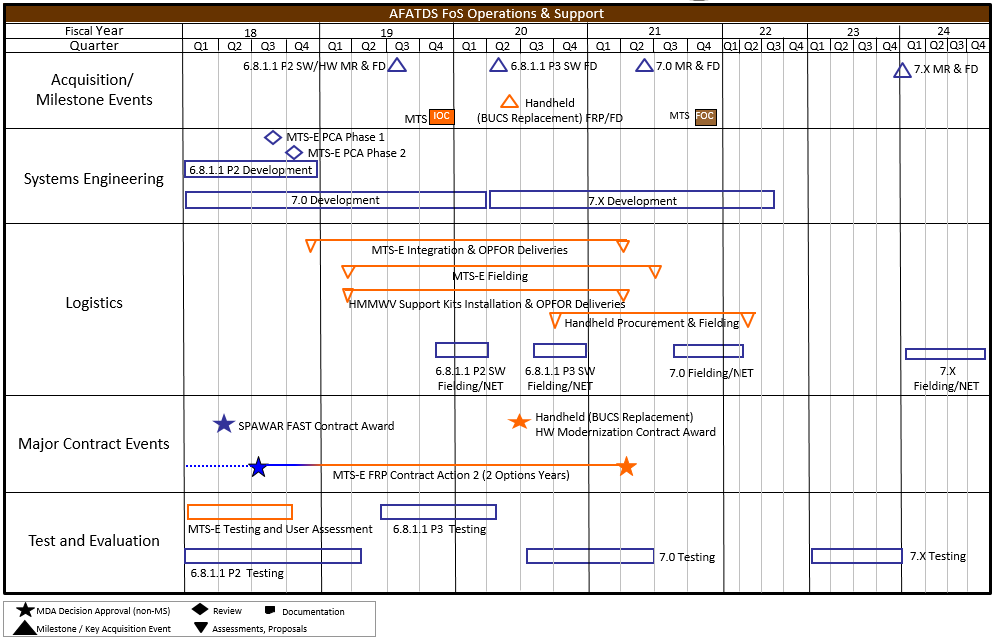 AFATDS FoS Operations & Support
Fiscal Year 18 19 20 21 22 23 24
Quarter Q1 Q2 Q3 Q4 Q1 Q2 Q3 Q4 Q1 Q2 Q3 Q4 Q1 Q2 Q3 Q4 Q1 Q2 Q3 Q4 Q1 Q2 Q3 Q4 Q1 Q2 Q3 Q4
Acquisition/
Milestone Events
6.8.1.1 P2 SW/HW MR & FD
6.8.1.1 P3 SW FD
7.0 MR & FD
7.X MR & FD
Handheld
(BUCS Replacement) FRP/FD
MTS IOC
MTS FOC
Systems Engineering
MTS-E PCA Phase 1
MTS-E PCA Phase 2
6.8.1.1 P2 Development
7.0 Development
7.X Development
Logistics
MTS-E Integration & OPFOR Deliveries
MTS-E Fielding
HMMWV Support Kits Installation & OPFOR Deliveries
Handheld Procurement & Fielding
6.8.1.1 P2 SW
Fielding/NET
6.8.1.1 P3 SW
Fielding/NET
7.0 Fielding/NET
7.X
Fielding/NET
Major Contract Events
SPAWAR FAST Contract Award
Handheld (BUCS Replacement)
HW Modernization Contract Award
MTS-E FRP Contract Action 2 (2 Options Years)
Test and Evaluation
MTS-E Testing and User Assessment
6.8.1.1 P3 Testing
6.8.1.1 P2 Testing
7.0 Testing
7.X Testing
MDA Decision Approval (non-MS)
Review
Documentation
Milestone / Key Acquisition Event
Assessments, Proposals